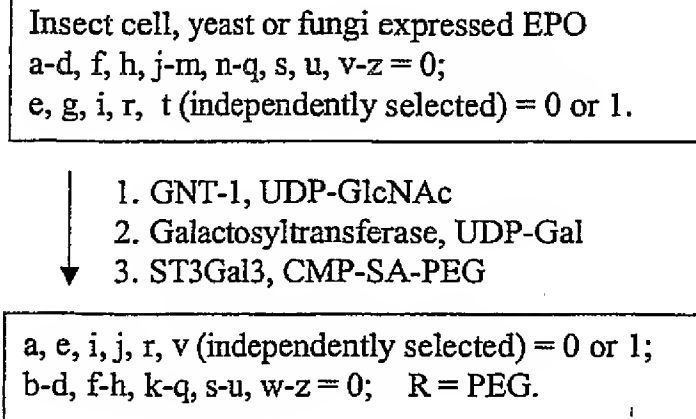 Insect cell, yeast or fungi expressed EPO
a-d, f, h, j-m, n-q, s, u, v-z = 0;
e, g, i, r, t (independently selected) = 0 or 1.
1. GNT-1, UDP-GlcNAc
2. Galactosyltransferase, UDP-Gal
3. ST3Gal3, CMP-SA-PEG
a, e, i, j, r, v (independently selected) = 0 or 1;
b-d, f-h, k-q, s-u, w-z = 0; R = PEG.